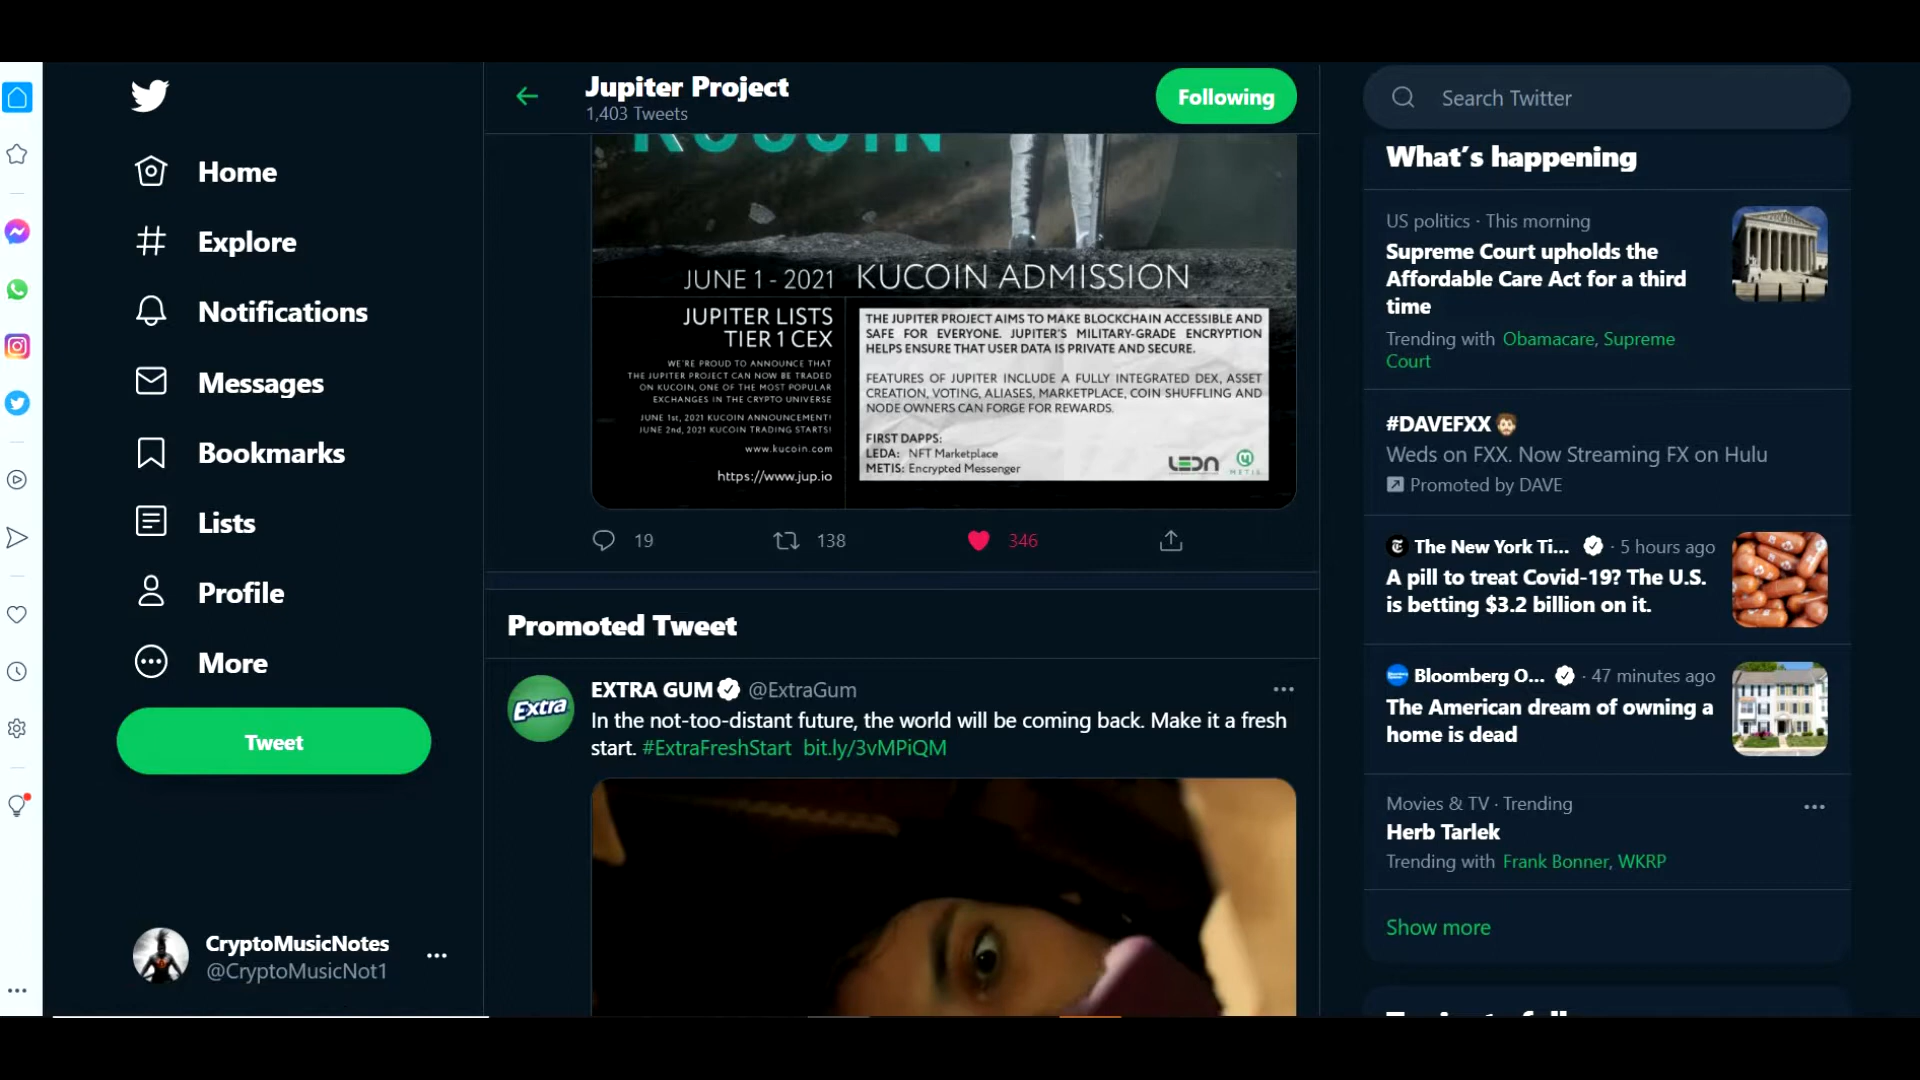 Home
Explore
Notifications
Messages
Bookmarks
Lists
Profile
More
Tweet
CryptoMusicNotes
@CryptoMusicNot1
Jupiter Project
1,403 Tweets
Following
KUCOIN
JUNE 1 - 2021 KUCOIN ADMISSION
JUPITER LISTS
TIER 1 CEX
WE'RE PROUD TO ANNOUNCE THAT
THE JUPITER PROJECT CAN NOW BE TRADED
ON KUCOIN, ONE OF THE MOST POPULAR
EXCHANGES IN THE CRYPTO UNIVERSE
JUNE 1st, 2021 KUCOIN ANNOUNCEMENT!
JUNE 2nd, 2021 KUCOIN TRADING STARTS!
www.kucoin.com
https://www.jup.io
THE JUPITER PROJECT AIMS TO MAKE BLOCKCHAIN ACCESSIBLE AND
SAFE FOR EVERYONE. JUPITER'S MILITARY-GRADE ENCRYPTION
HELPS ENSURE THAT USER DATA IS PRIVATE AND SECURE.
FEATURES OF JUPITER INCLUDE A FULLY INTEGRATED DEX, ASSET
CREATION, VOTING, ALIASES, MARKETPLACE, COIN SHUFFLING AND
NODE OWNERS CAN FORGE FOR REWARDS.
FIRST DAPPS:
LEDA: NFT Marketplace
METIS: Encrypted Messenger
LEDA
METIS
19 138 346
Promoted Tweet
EXTRA GUM @ExtraGum
Extra
In the not-too-distant future, the world will be coming back. Make it a fresh
start. #ExtraFreshStart bit.ly/3vMPiQM
Search Twitter
What's happening
US politics · This morning
Supreme Court upholds the
Affordable Care Act for a third
time
Trending with Obamacare, Supreme
Court
#DAVEFXX
Weds on FXX. Now Streaming FX on Hulu
Promoted by DAVE
The New York Ti... · 5 hours ago
A pill to treat Covid-19? The U.S.
is betting $3.2 billion on it.
Bloomberg O... · 47 minutes ago
The American dream of owning a
home is dead
Movies & TV · Trending
Herb Tarlek
Trending with Frank Bonner, WKRP
Show more